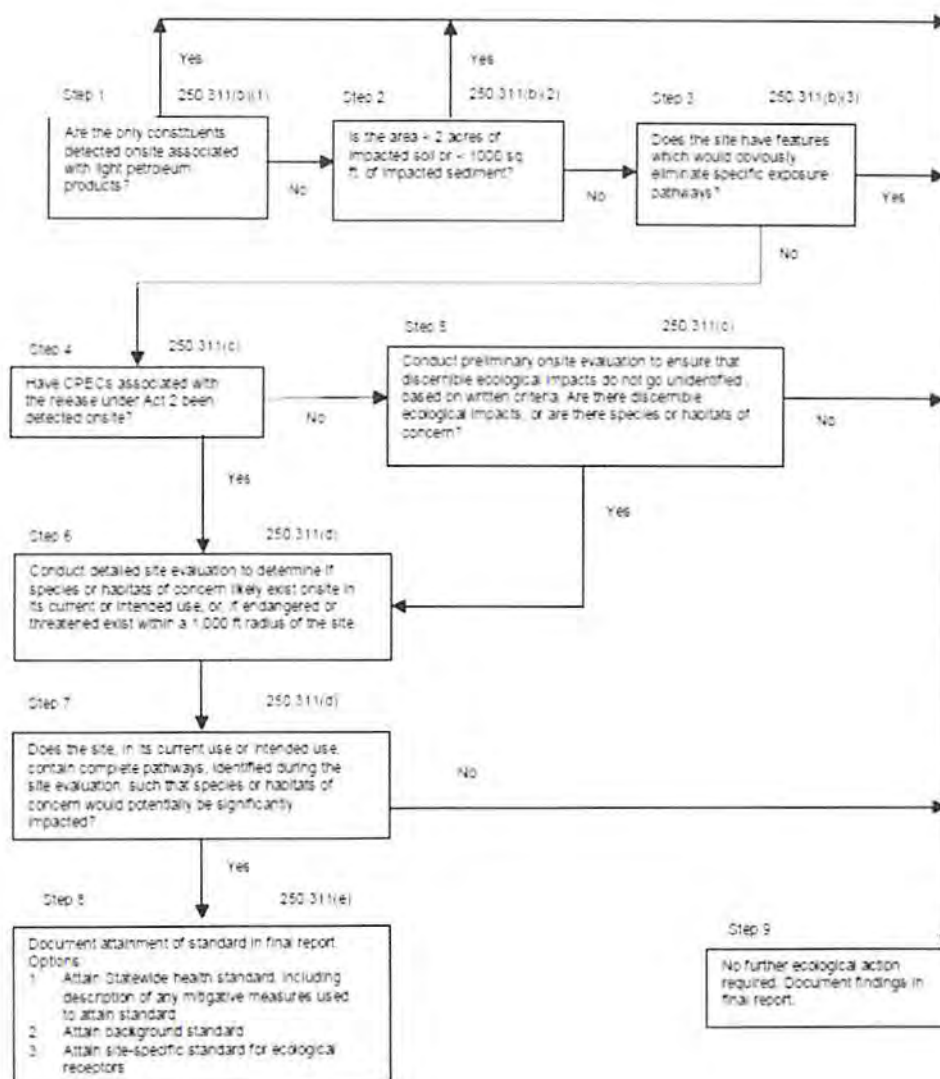 Yes
Yes
Step 1 250.311(b)(1)
Step 2 250.311(b)(2)
Step 3 250.311(b)(3)
Are the only constituents
detected onsite associated
with light petroleum
products?
No
Is the area < 2 acres of
impacted soil or < 1000 sq.
ft. of impacted sediment?
No
Does the site have features
which would obviously
eliminate specific exposure
pathways?
Yes
No
Step 4 250.311(c)
Have CPECs associated with
the release under Act 2 been
detected onsite?
No
Yes
Step 5 250.311(c)
Conduct preliminary onsite evaluation to ensure that
discernible ecological impacts do not go unidentified
based on written criteria. Are there discernible
ecological impacts, or are there species or habitats of
concern?
No
Yes
Step 6 250.311(d)
Conduct detailed site evaluation to determine if
species or habitats of concern likely exist onsite in
its current or intended use, or, if endangered or
threatened exist within a 1,000 ft radius of the site
Step 7 250.311(d)
Does the site, in its current use or intended use,
contain complete pathways, identified during the
site evaluation, such that species or habitats of
concern would potentially be significantly
impacted?
No
Yes
Step 8 250.311(e)
Document attainment of standard in final report.
Options:
1 Attain Statewide health standard, including
description of any mitigative measures used
to attain standard
2 Attain background standard
3 Attain site-specific standard for ecological
receptors
Step 9
No further ecological action
required. Document findings in
final report.